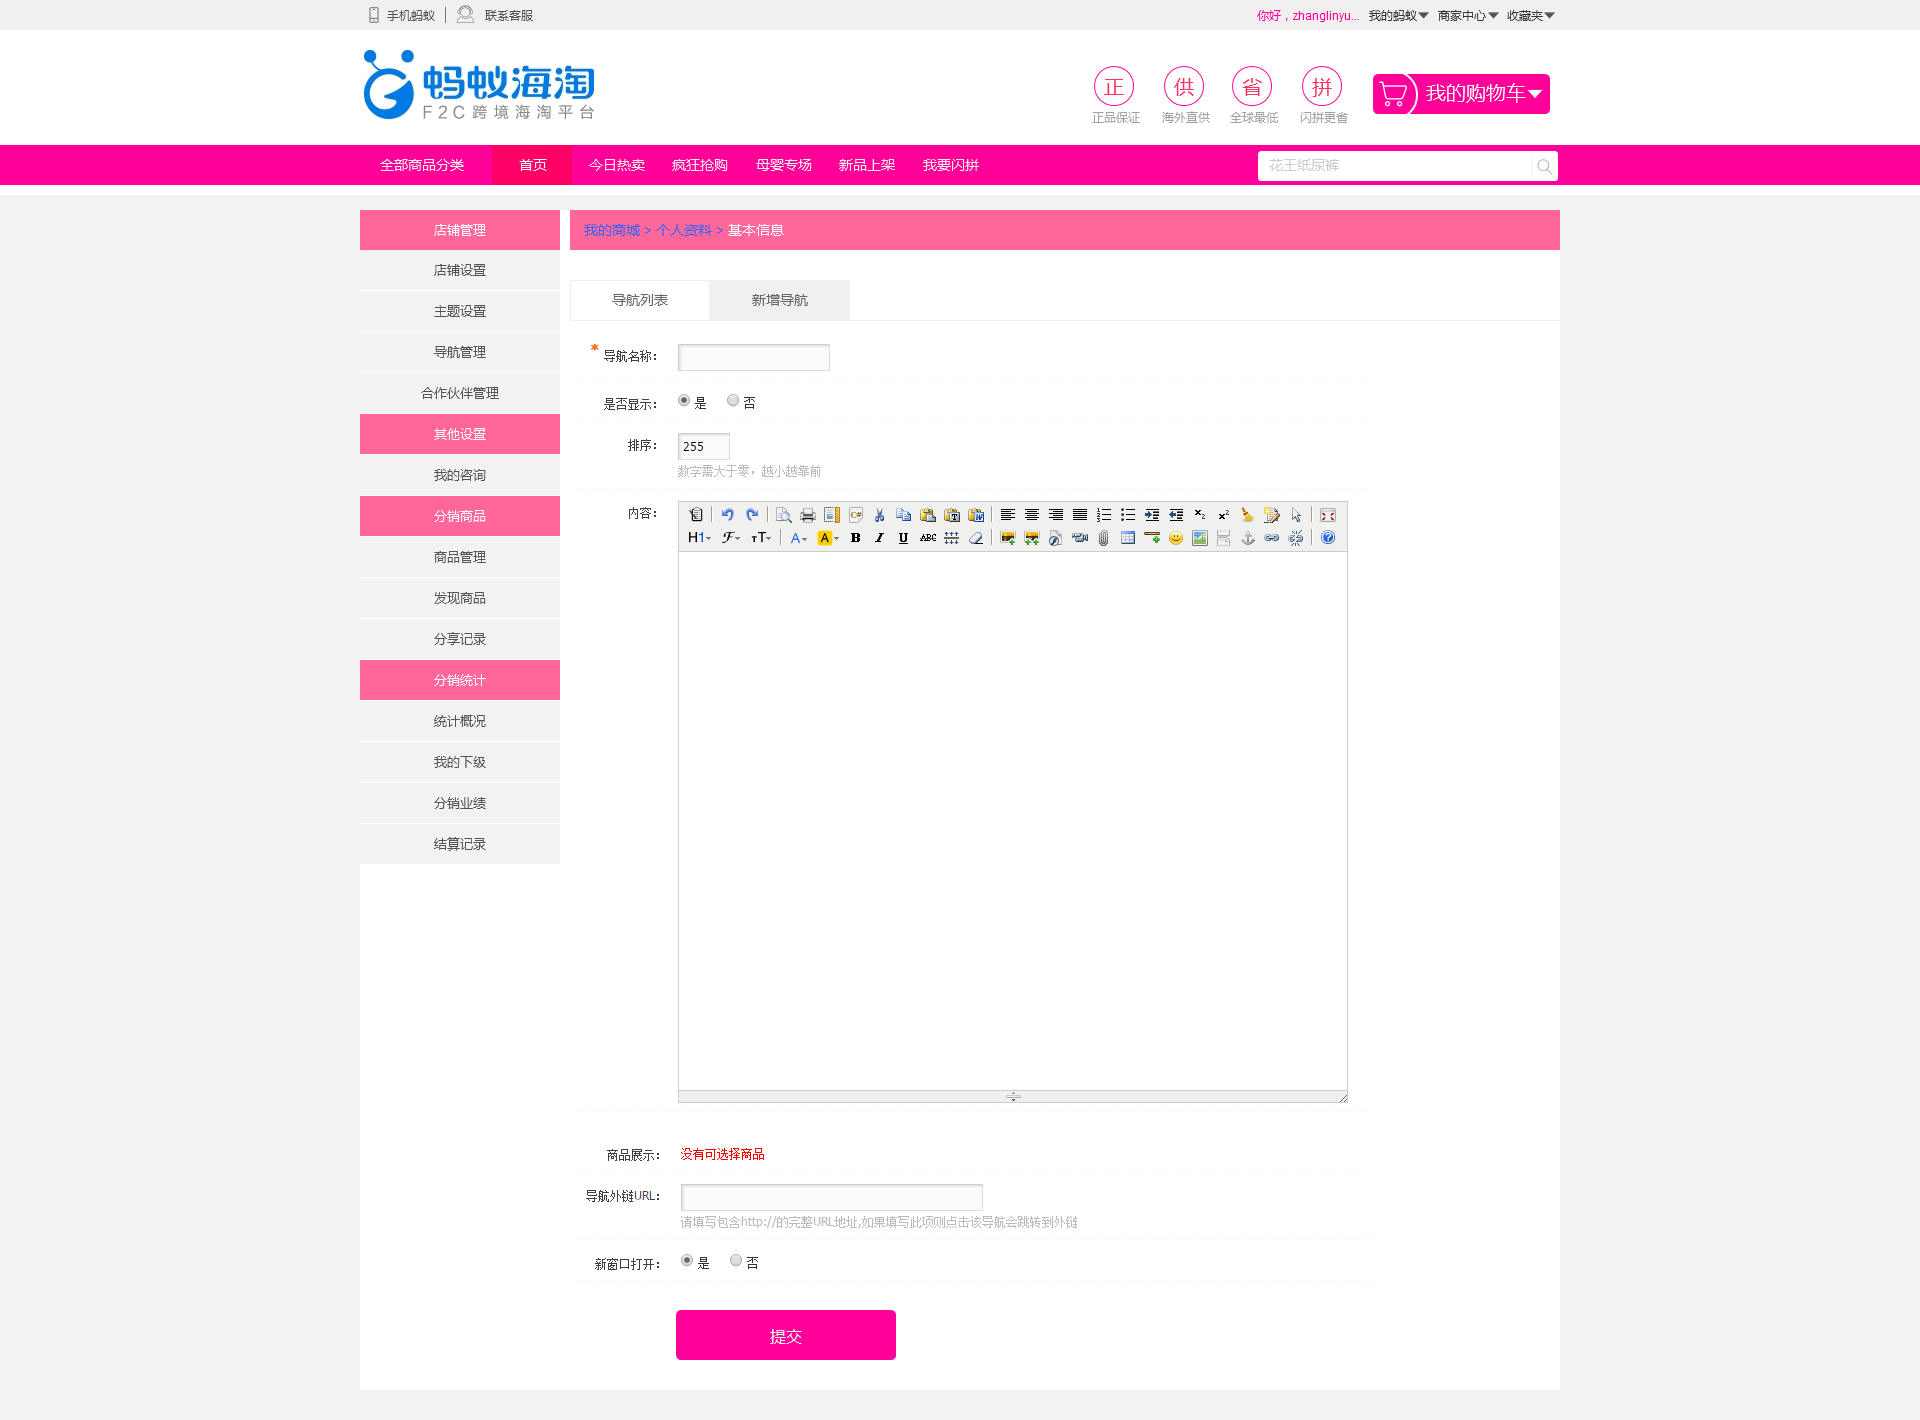 手机蚂蚁 联系客服 你好，zhanglinyu... 我的蚂蚁 商家中心 收藏夹
蚂蚁海淘
F2C跨境海淘平台
正 供 省 拼
正品保证 海外直供 全球最低 闪拼更省
我的购物车
全部商品分类 首页 今日热卖 疯狂抢购 母婴专场 新品上架 我要闪拼 花王纸尿裤
店铺管理
店铺设置
主题设置
导航管理
合作伙伴管理
其他设置
我的咨询
分销商品
商品管理
发现商品
分享记录
分销统计
统计概况
我的下级
分销业绩
结算记录
我的商城 > 个人资料 > 基本信息
导航列表 新增导航
* 导航名称：
是否显示： 是 否
排序： 255
数字需大于零，越小越靠前
内容：
H1 F TT A A B I U ABC
商品展示： 没有可选择商品
导航外链URL：
请填写包含http://的完整URL地址,如果填写此项则点击该导航会跳转到外链
新窗口打开： 是 否
提交